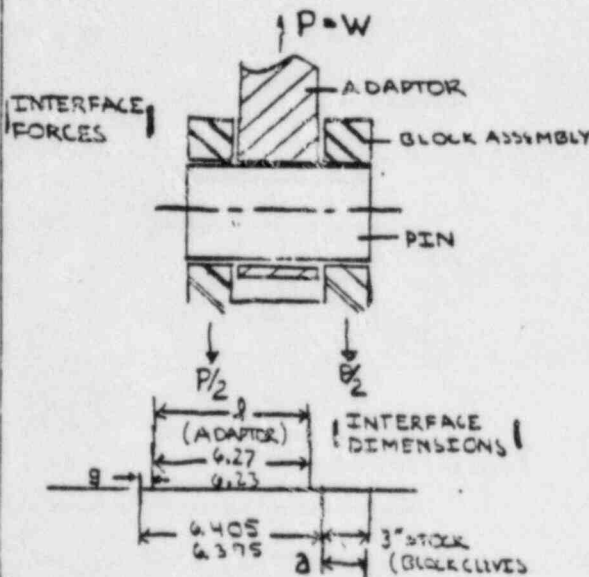 P=W
ADAPTOR
INTERFACE
FORCES
BLOCK ASSEMBLY
PIN
P/2
P/2
l
(ADAPTOR)
INTERFACE
DIMENSIONS
6.27
6.23
g
6.405
6.375
3" STOCK
a
(BLOCK CLEVIS